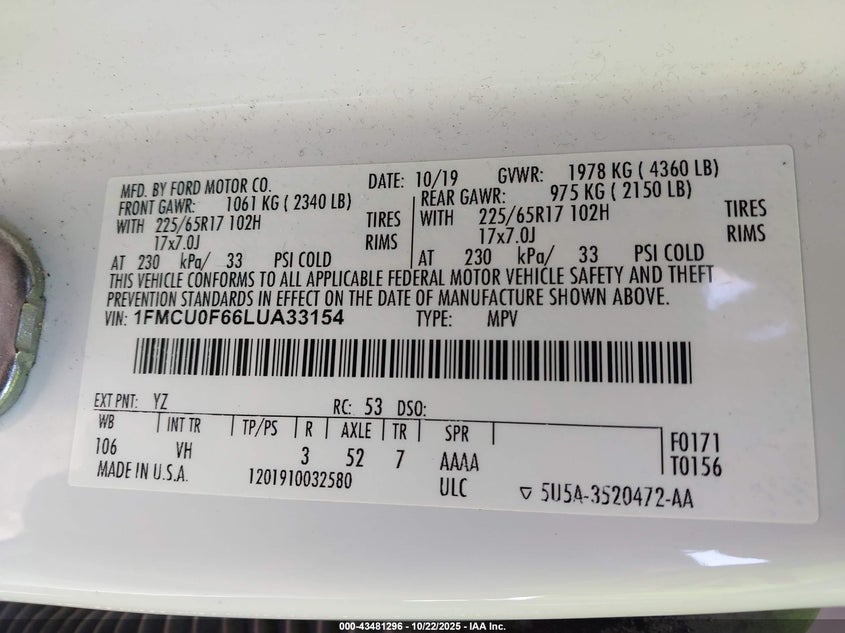 MFD. BY FORD MOTOR CO. DATE: 10/19 GVWR: 1978 KG ( 4360 LB)
FRONT GAWR: 1061 KG ( 2340 LB) REAR GAWR: 975 KG ( 2150 LB)
WITH 225/65R17 102H TIRES WITH 225/65R17 102H TIRES
17x7.0J RIMS 17x7.0J RIMS
AT 230 kPa/ 33 PSI COLD AT 230 kPa/ 33 PSI COLD
THIS VEHICLE CONFORMS TO ALL APPLICABLE FEDERAL MOTOR VEHICLE SAFETY AND THEFT
PREVENTION STANDARDS IN EFFECT ON THE DATE OF MANUFACTURE SHOWN ABOVE.
VIN: 1FMCU0F66LUA33154 TYPE: MPV
EXT PNT: YZ RC: 53 DSO:
WB INT TR TP/PS R AXLE TR SPR F0171
106 VH 3 52 7 AAAA T0156
MADE IN U.S.A. 1201910032580 ULC ▽ 5U5A-3520472-AA
000-43481296 - 10/22/2025 - IAA Inc.